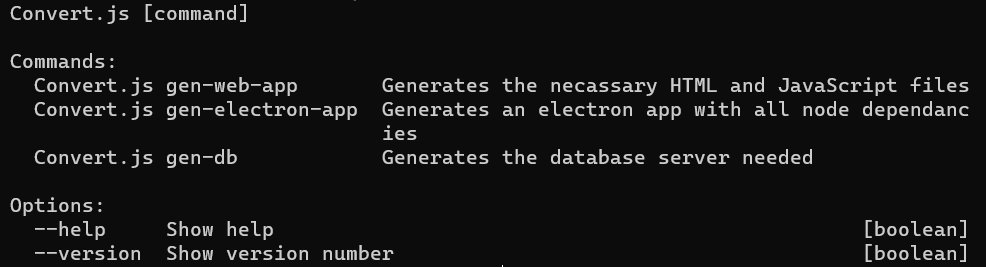 Convert.js [command]
Commands:
Convert.js gen-web-app Generates the necassary HTML and JavaScript files
Convert.js gen-electron-app Generates an electron app with all node dependanc
ies
Convert.js gen-db Generates the database server needed
Options:
--help Show help [boolean]
--version Show version number [boolean]